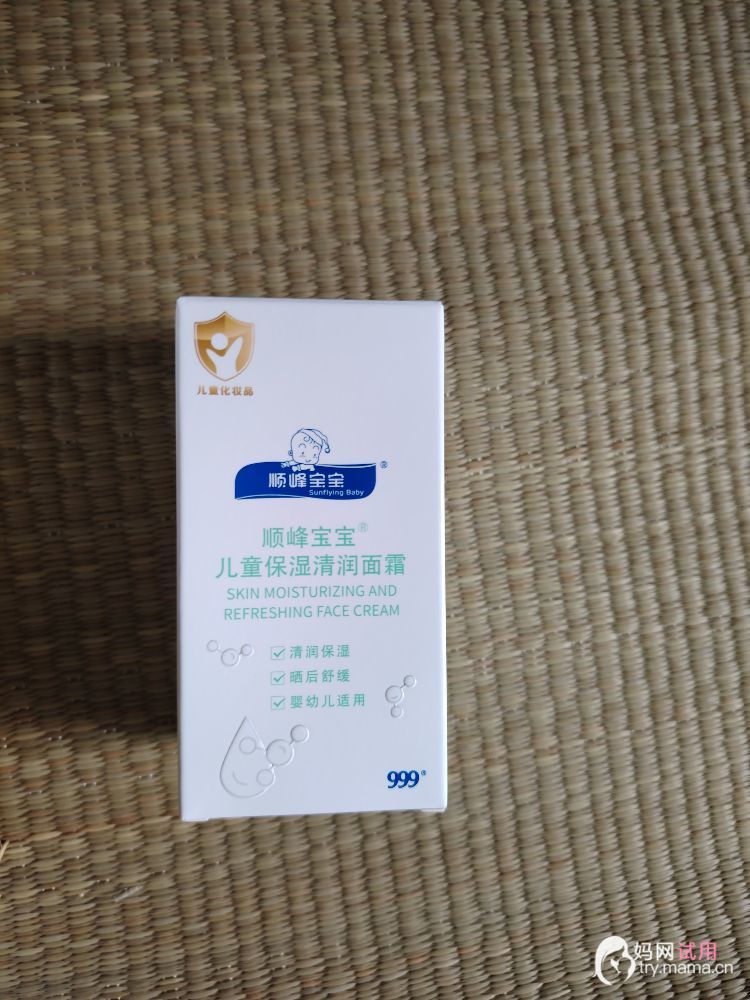 儿童化妆品
顺峰宝宝®
Sunflying Baby
顺峰宝宝®
儿童保湿清润面霜
SKIN MOISTURIZING AND
REFRESHING FACE CREAM
清润保湿
晒后舒缓
婴幼儿适用
999®
妈网试用
try.mama.cn